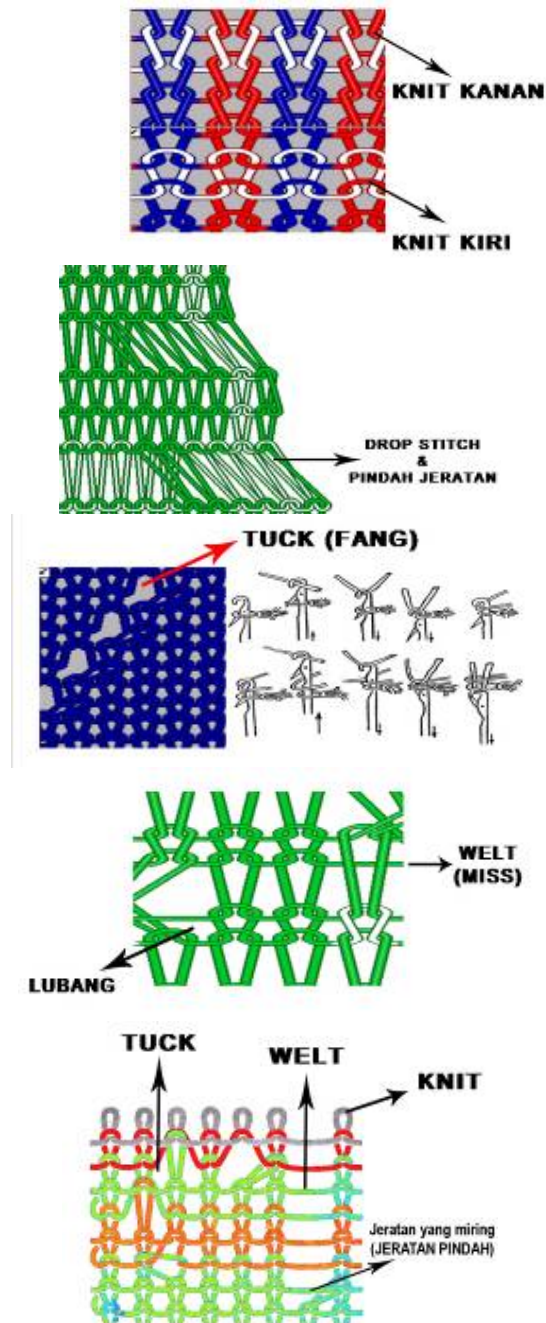 KNIT KANAN
KNIT KIRI
DROP STITCH
&
PINDAH JERATAN
TUCK (FANG)
WELT
(MISS)
LUBANG
TUCK
WELT
KNIT
Jeratan yang miring
(JERATAN PINDAH)